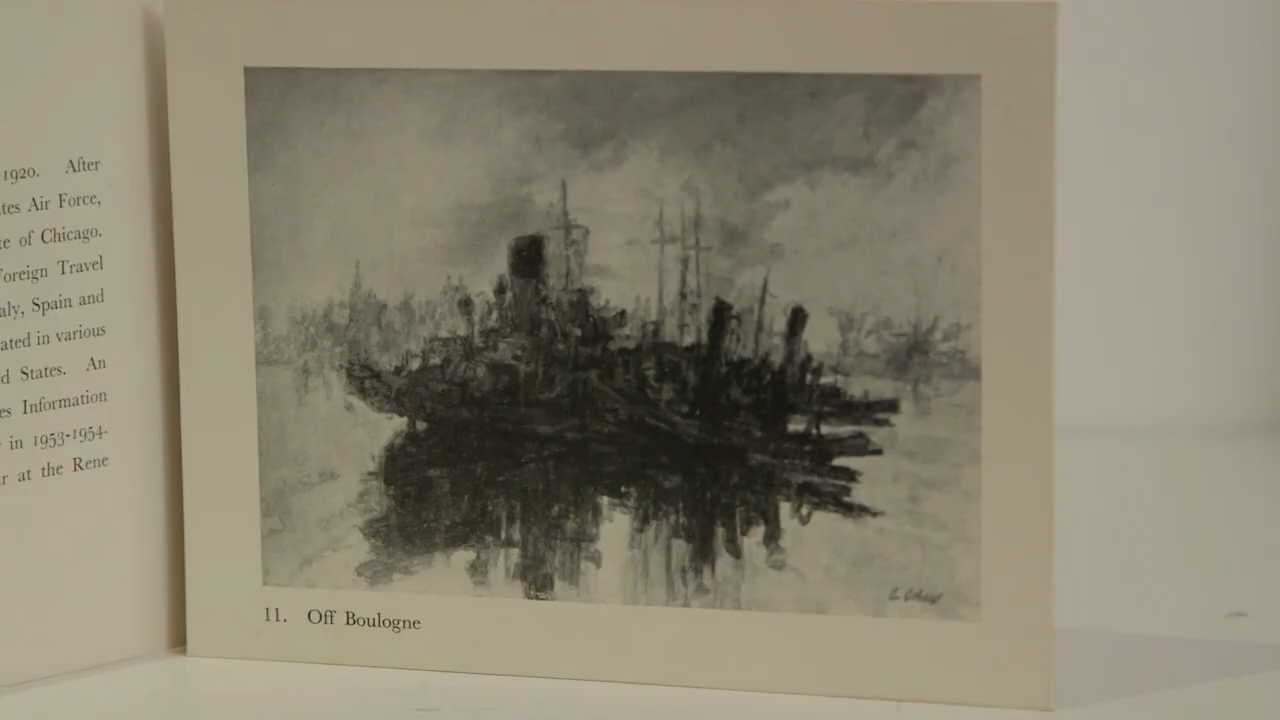 1920. After
tes Air Force,
te of Chicago.
Foreign Travel
aly, Spain and
ated in various
d States. An
es Information
in 1953-1954.
r at the Rene
11. Off Boulogne